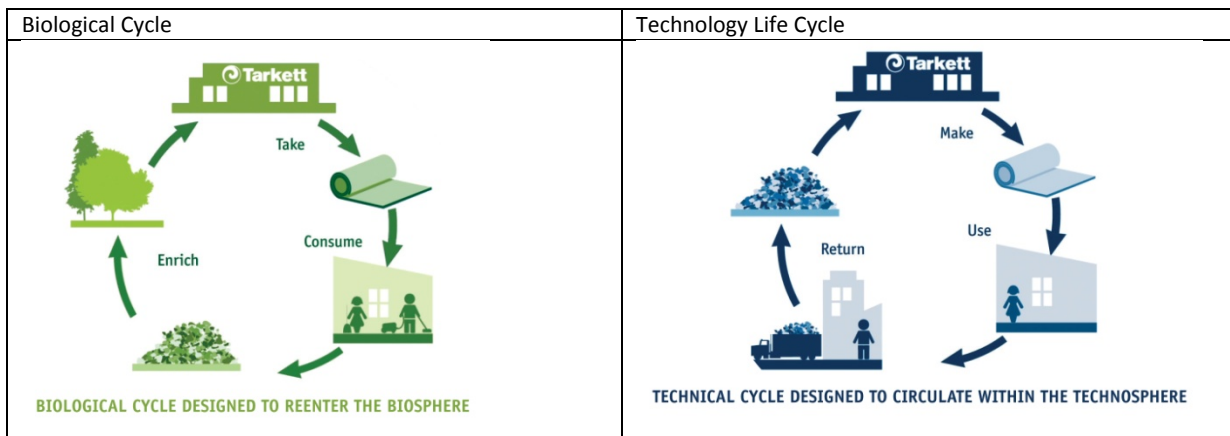 Biological Cycle
Tarkett
Take
Consume
Enrich
BIOLOGICAL CYCLE DESIGNED TO REENTER THE BIOSPHERE
Technology Life Cycle
Tarkett
Make
Use
Return
TECHNICAL CYCLE DESIGNED TO CIRCULATE WITHIN THE TECHNOSPHERE